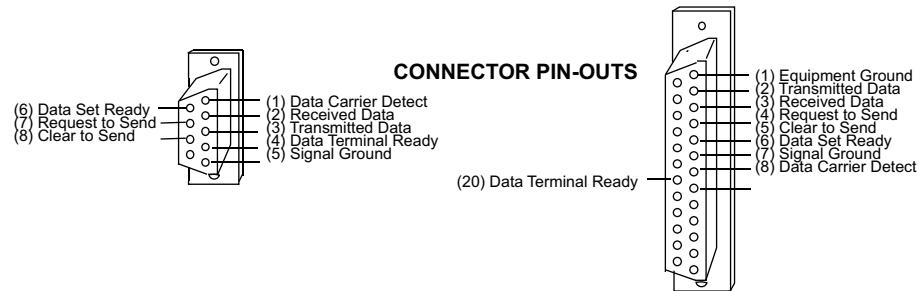 CONNECTOR PIN-OUTS
(6) Data Set Ready
(7) Request to Send
(8) Clear to Send
(1) Data Carrier Detect
(2) Received Data
(3) Transmitted Data
(4) Data Terminal Ready
(5) Signal Ground
(20) Data Terminal Ready
(1) Equipment Ground
(2) Transmitted Data
(3) Received Data
(4) Request to Send
(5) Clear to Send
(6) Data Set Ready
(7) Signal Ground
(8) Data Carrier Detect